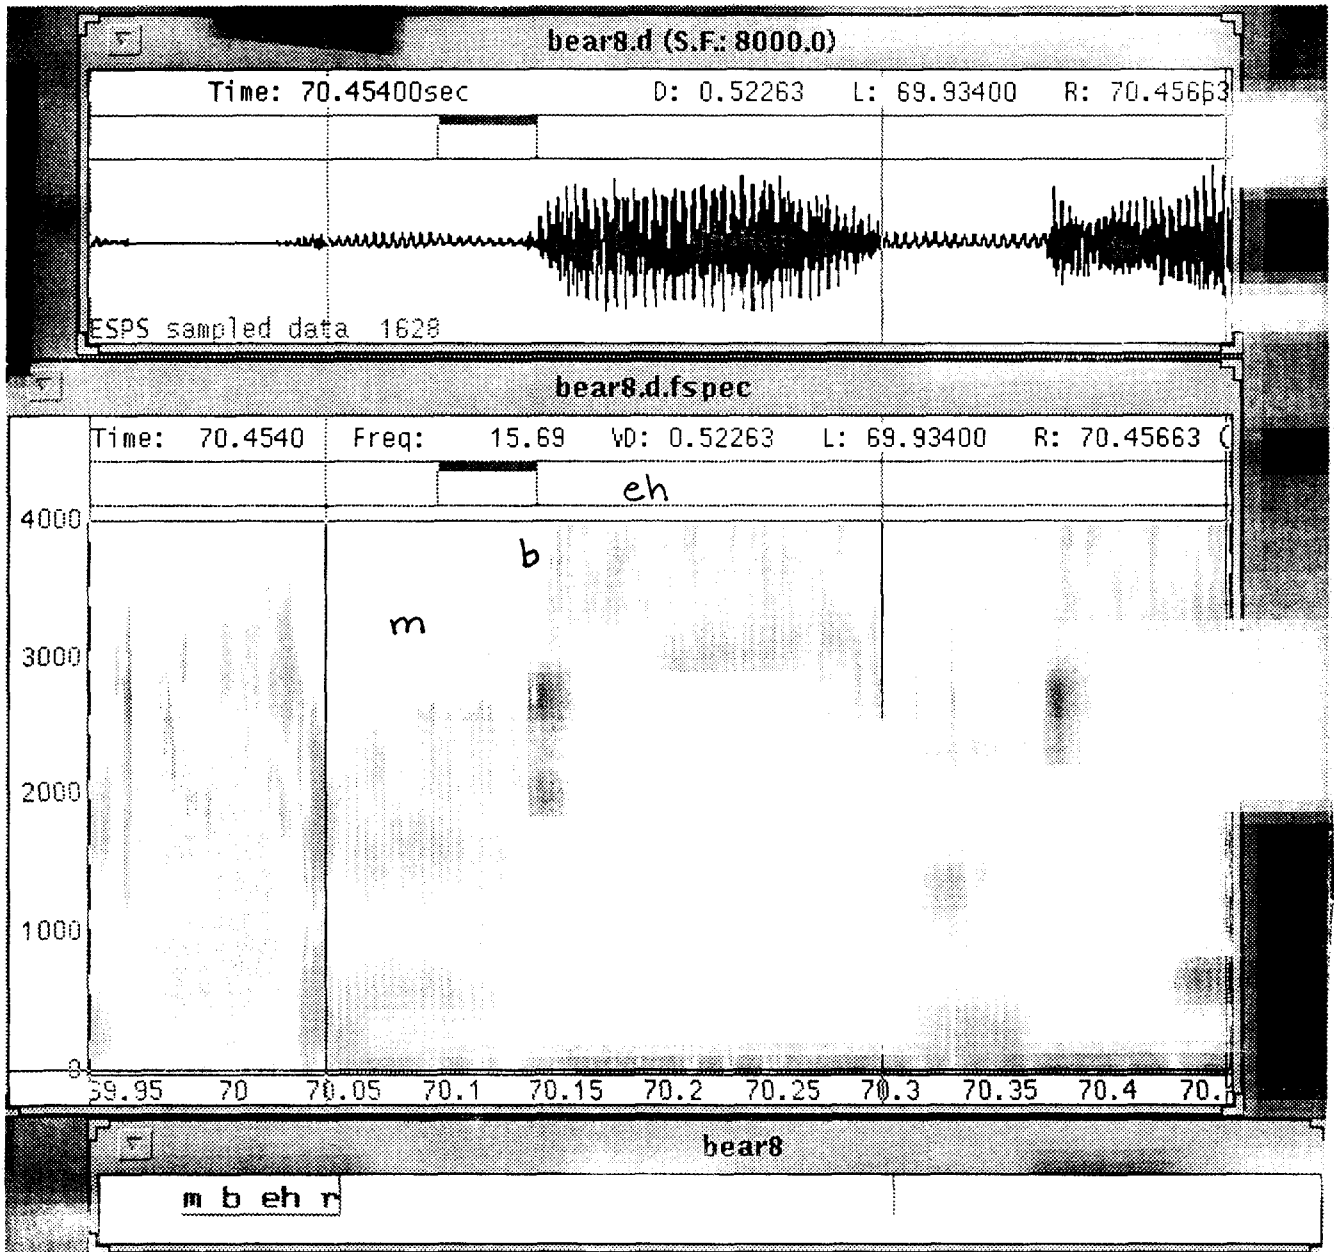 bear8.d (S.F.: 8000.0)
Time: 70.45400sec D: 0.52263 L: 69.93400 R: 70.45663
ESPS sampled data 1628
bear8.d.fspec
Time: 70.4540 Freq: 15.69 VD: 0.52263 L: 69.93400 R: 70.45663 (
eh
4000
b
m
3000
2000
1000
0
69.95 70 70.05 70.1 70.15 70.2 70.25 70.3 70.35 70.4 70.
bear8
m b eh r